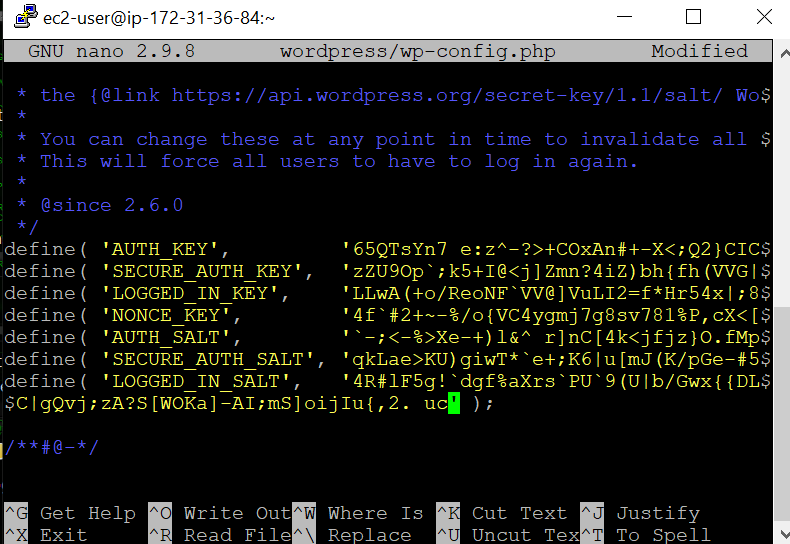 ec2-user@ip-172-31-36-84:~
GNU nano 2.9.8 wordpress/wp-config.php Modified
* the {@link https://api.wordpress.org/secret-key/1.1/salt/ Wo$
*
* You can change these at any point in time to invalidate all $
* This will force all users to have to log in again.
*
* @since 2.6.0
*/
define( 'AUTH_KEY', '65QTsYn7 e:z^-?>+COxAn#+-X<;Q2}CIC$
define( 'SECURE_AUTH_KEY', 'zZU9Op`;k5+I@<j]Zmn?4iZ)bh{fh(VVG|$
define( 'LOGGED_IN_KEY', 'LLwA(+o/ReoNF`VV@]VuLI2=f*Hr54x|;8$
define( 'NONCE_KEY', '4f`#2+~-%/o{VC4ygmj7g8sv781%P,cX<[$
define( 'AUTH_SALT', '`-;<-%>Xe-+)l&^ r]nC[4k<jfjz}O.fMp$
define( 'SECURE_AUTH_SALT', 'qkLae>KU)giwT*`e+;K6|u[mJ(K/pGe-#5$
define( 'LOGGED_IN_SALT', '4R#lF5g!`dgf%aXrs`PU`9(U|b/Gwx{{DL$
$C|gQvj;zA?S[WOKa]-AI;mS]oijIu{,2. uc' );
/**#@-*/
^G Get Help ^O Write Out ^W Where Is ^K Cut Text ^J Justify
^X Exit ^R Read File ^\ Replace ^U Uncut Tex ^T To Spell